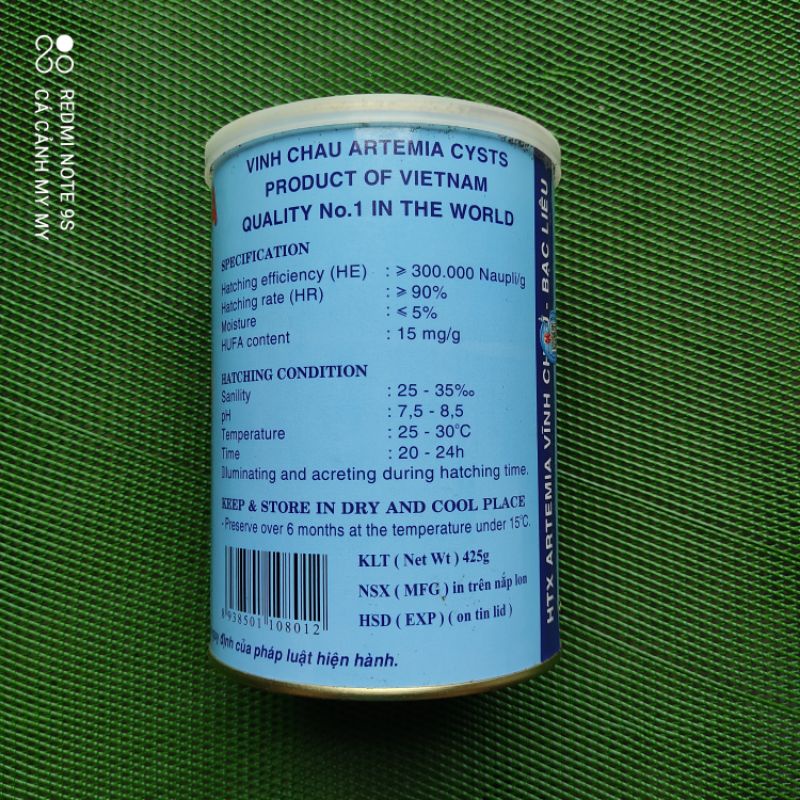 REDMI NOTE 9S
CÁ CẢNH MY MY
VINH CHAU ARTEMIA CYSTS
PRODUCT OF VIETNAM
QUALITY No.1 IN THE WORLD
SPECIFICATION
Hatching efficiency (HE) : ≥ 300.000 Naupli/g
Hatching rate (HR) : ≥ 90%
Moisture : ≤ 5%
HUFA content : 15 mg/g
HATCHING CONDITION
Sanility : 25 - 35‰
pH : 7,5 - 8,5
Temperature : 25 - 30°C
Time : 20 - 24h
Illuminating and acreting during hatching time.
KEEP & STORE IN DRY AND COOL PLACE
- Preserve over 6 months at the temperature under 15°C.
KLT ( Net Wt ) 425g
NSX ( MFG ) in trên nắp lon
HSD ( EXP ) ( on tin lid )
8 938501 108012
định của pháp luật hiện hành.
HTX ARTEMIA VĨNH CHÂU - BẠC LIÊU